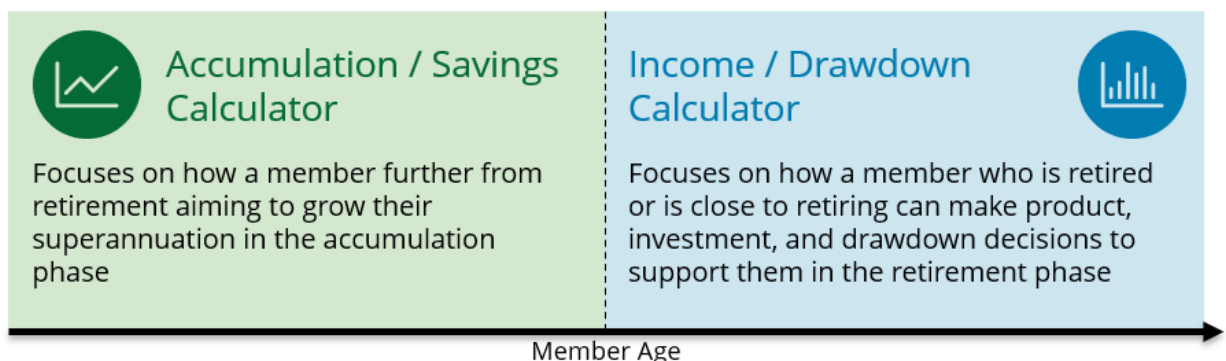 Accumulation / Savings
Calculator
Focuses on how a member further from
retirement aiming to grow their
superannuation in the accumulation
phase
Income / Drawdown
Calculator
Focuses on how a member who is retired
or is close to retiring can make product,
investment, and drawdown decisions to
support them in the retirement phase
Member Age